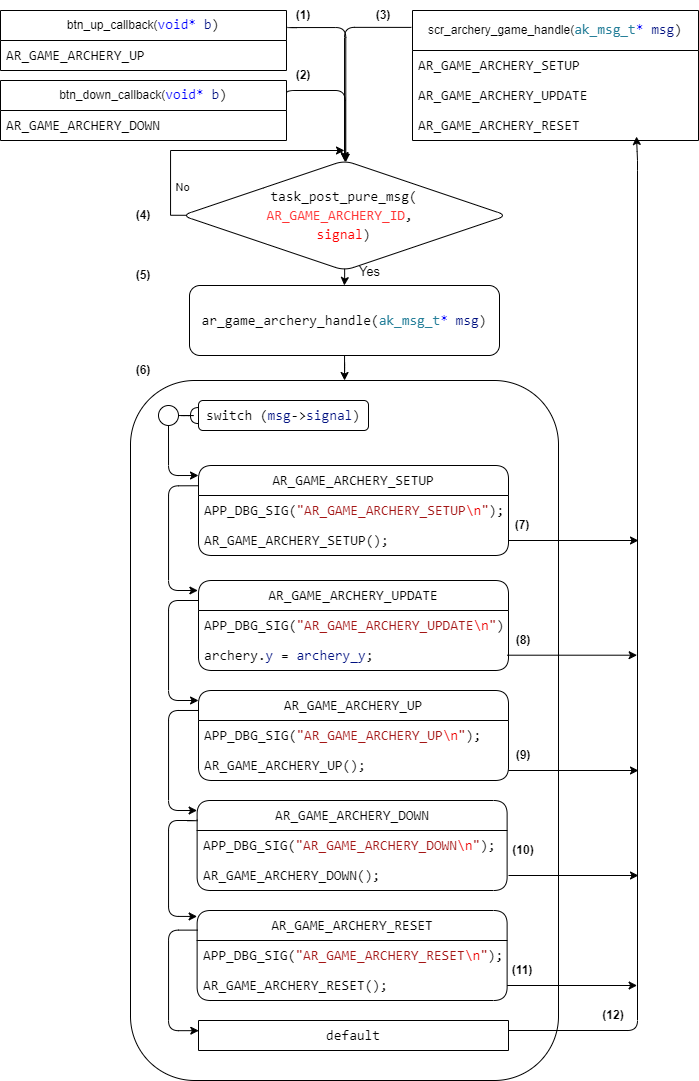 (1)
(3)
btn_up_callback(void* b)
AR_GAME_ARCHERY_UP
scr_archery_game_handle(ak_msg_t* msg)
AR_GAME_ARCHERY_SETUP
AR_GAME_ARCHERY_UPDATE
AR_GAME_ARCHERY_RESET
(2)
btn_down_callback(void* b)
AR_GAME_ARCHERY_DOWN
No
(4)
task_post_pure_msg(
AR_GAME_ARCHERY_ID,
signal)
Yes
(5)
ar_game_archery_handle(ak_msg_t* msg)
(6)
switch (msg->signal)
AR_GAME_ARCHERY_SETUP
APP_DBG_SIG("AR_GAME_ARCHERY_SETUP\n");
AR_GAME_ARCHERY_SETUP();
(7)
AR_GAME_ARCHERY_UPDATE
APP_DBG_SIG("AR_GAME_ARCHERY_UPDATE\n")
archery.y = archery_y;
(8)
AR_GAME_ARCHERY_UP
APP_DBG_SIG("AR_GAME_ARCHERY_UP\n");
AR_GAME_ARCHERY_UP();
(9)
AR_GAME_ARCHERY_DOWN
APP_DBG_SIG("AR_GAME_ARCHERY_DOWN\n");
AR_GAME_ARCHERY_DOWN();
(10)
AR_GAME_ARCHERY_RESET
APP_DBG_SIG("AR_GAME_ARCHERY_RESET\n");
AR_GAME_ARCHERY_RESET();
(11)
(12)
default